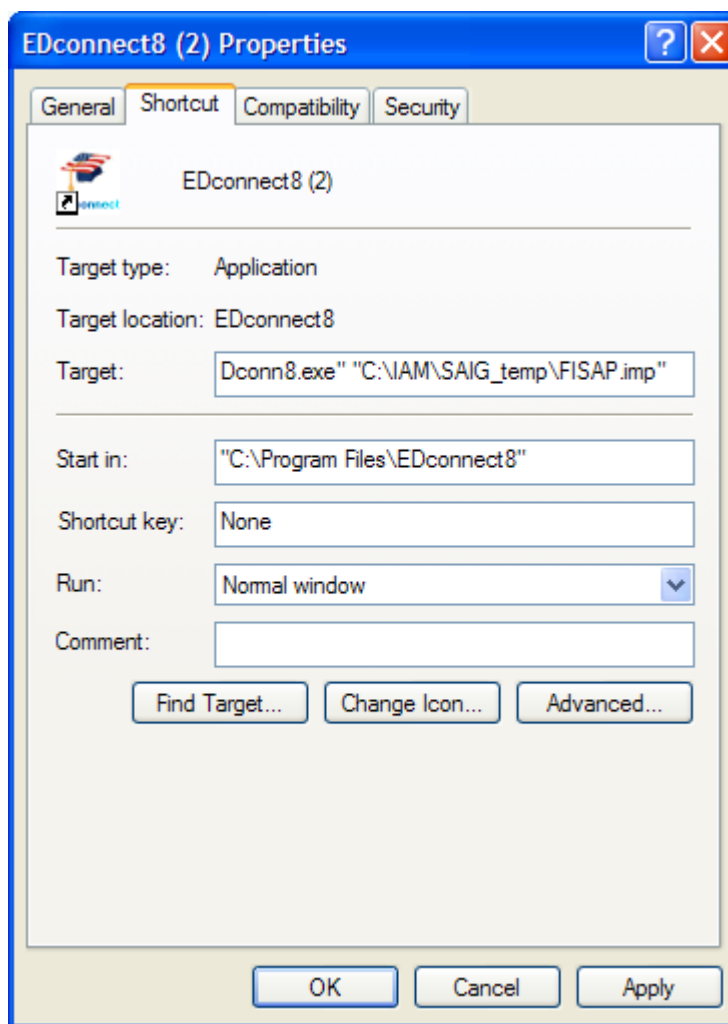 EDconnect8 (2) Properties
General Shortcut Compatibility Security
onnect
EDconnect8 (2)
Target type: Application
Target location: EDconnect8
Target: Dconn8.exe" "C:\IAM\SAIG_temp\FISAP.imp"
Start in: "C:\Program Files\EDconnect8"
Shortcut key: None
Run: Normal window
Comment:
Find Target... Change Icon... Advanced...
OK Cancel Apply